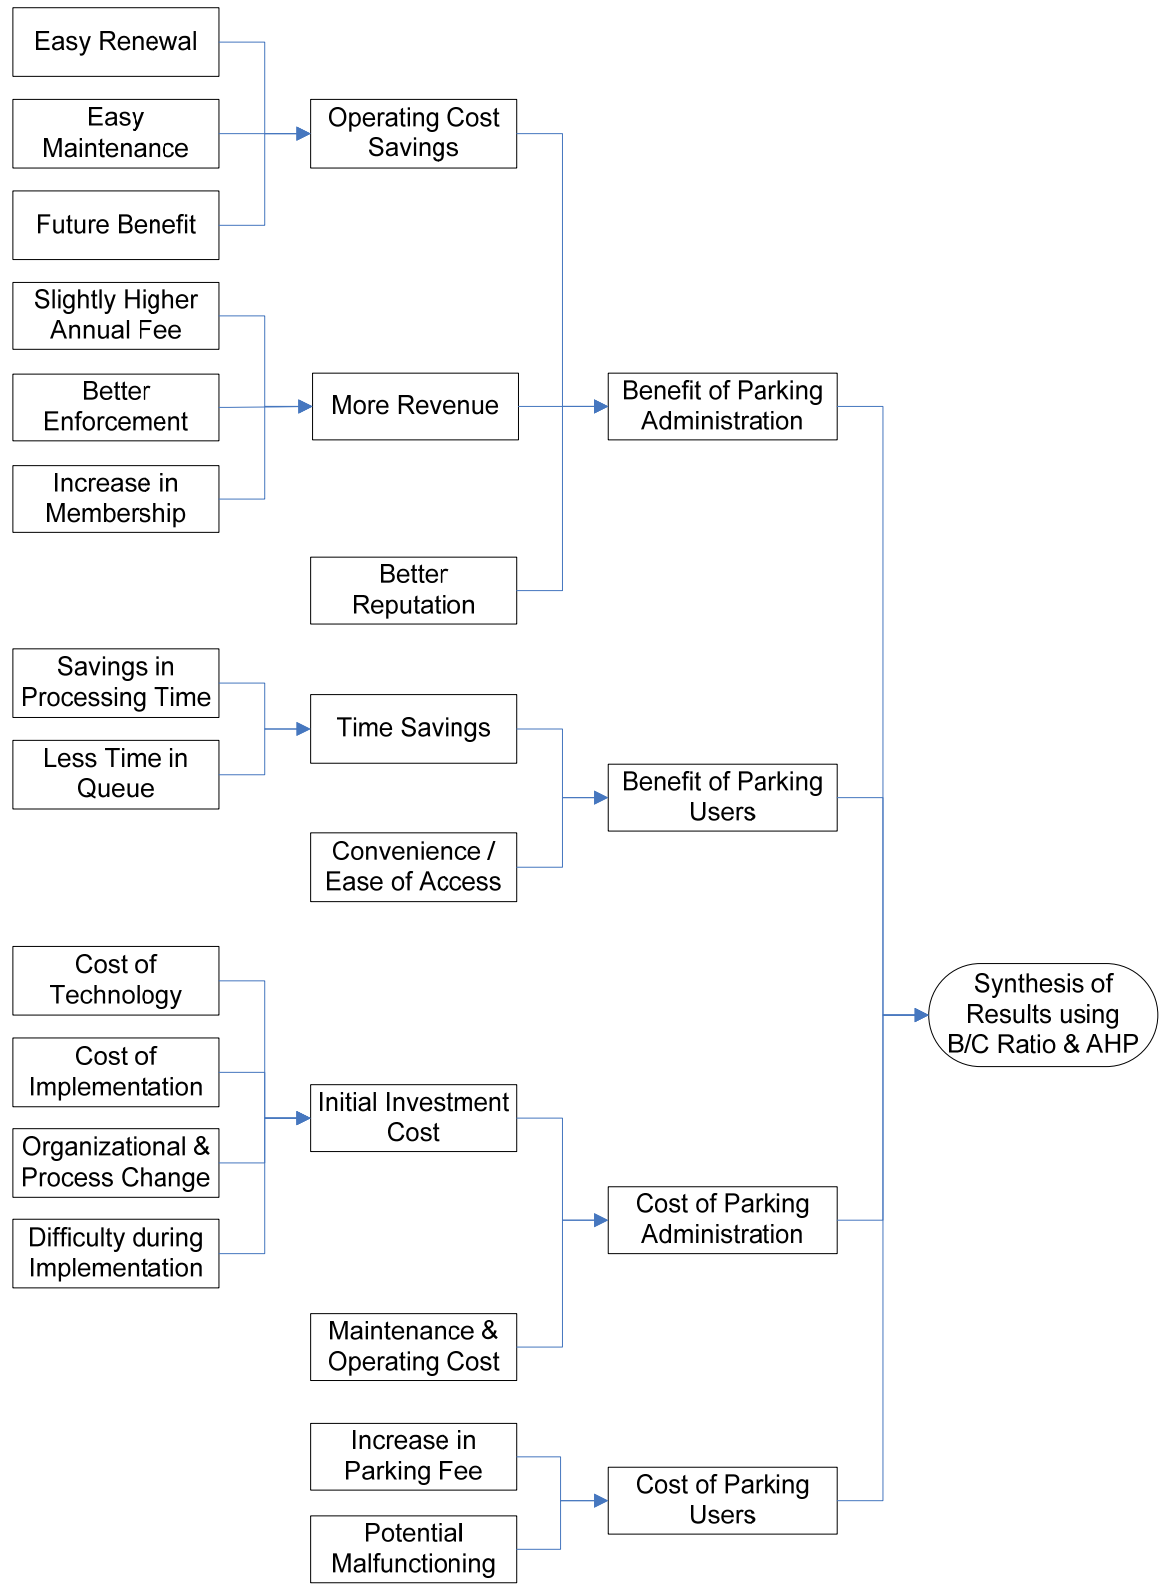 Easy Renewal
Easy
Maintenance
Future Benefit
Operating Cost
Savings
Slightly Higher
Annual Fee
Better
Enforcement
Increase in
Membership
More Revenue
Better
Reputation
Benefit of Parking
Administration
Savings in
Processing Time
Less Time in
Queue
Time Savings
Convenience /
Ease of Access
Benefit of Parking
Users
Cost of
Technology
Cost of
Implementation
Organizational &
Process Change
Difficulty during
Implementation
Initial Investment
Cost
Maintenance &
Operating Cost
Cost of Parking
Administration
Increase in
Parking Fee
Potential
Malfunctioning
Cost of Parking
Users
Synthesis of
Results using
B/C Ratio & AHP